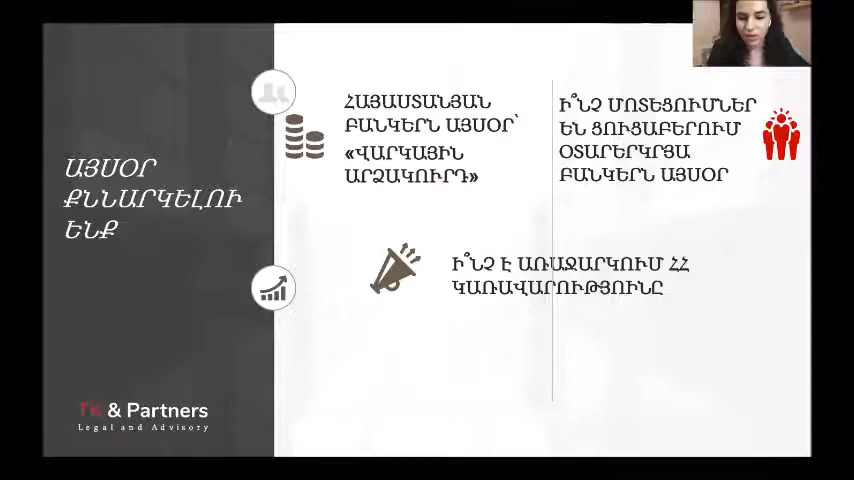 ԱՅՍՕՐ
ՔՆՆԱՐԿԵԼՈՒ
ԵՆՔ
ՀԱՅԱՍՏԱՆՅԱՆ
ԲԱՆԿԵՐՆ ԱՅՍՕՐ՝
«ՎԱՐԿԱՅԻՆ
ԱՐՁԱԿՈՒՐԴ»
Ի՞ՆՉ ՄՈՏԵՑՈՒՄՆԵՐ
ԵՆ ՑՈՒՑԱԲԵՐՈՒՄ
ՕՏԱՐԵՐԿՐՅԱ
ԲԱՆԿԵՐՆ ԱՅՍՕՐ
Ի՞ՆՉ Է ԱՌԱՋԱՐԿՈՒՄ ՀՀ
ԿԱՌԱՎԱՐՈՒԹՅՈՒՆԸ
TK & Partners
Legal and Advisory